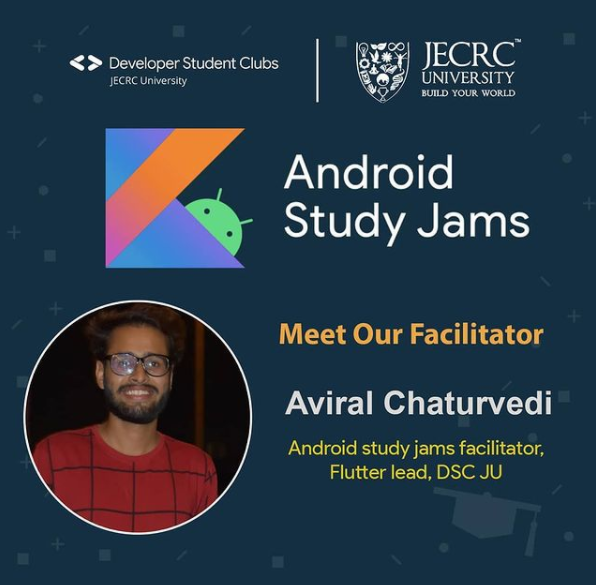 Developer Student Clubs
JECRC University
JECRC™
UNIVERSITY
BUILD YOUR WORLD
Android
Study Jams
Meet Our Facilitator
Aviral Chaturvedi
Android study jams facilitator,
Flutter lead, DSC JU